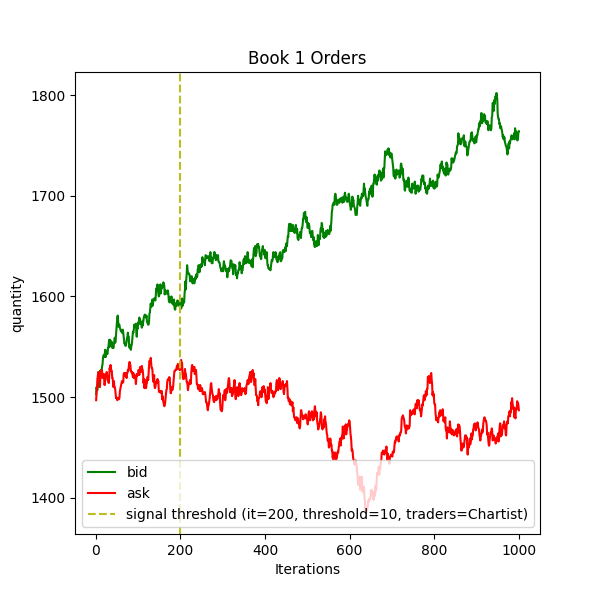 Book 1 Orders
quantity
1800
1700
1600
1500
1400
bid
ask
signal threshold (it=200, threshold=10, traders=Chartist)
0 200 400 600 800 1000
Iterations